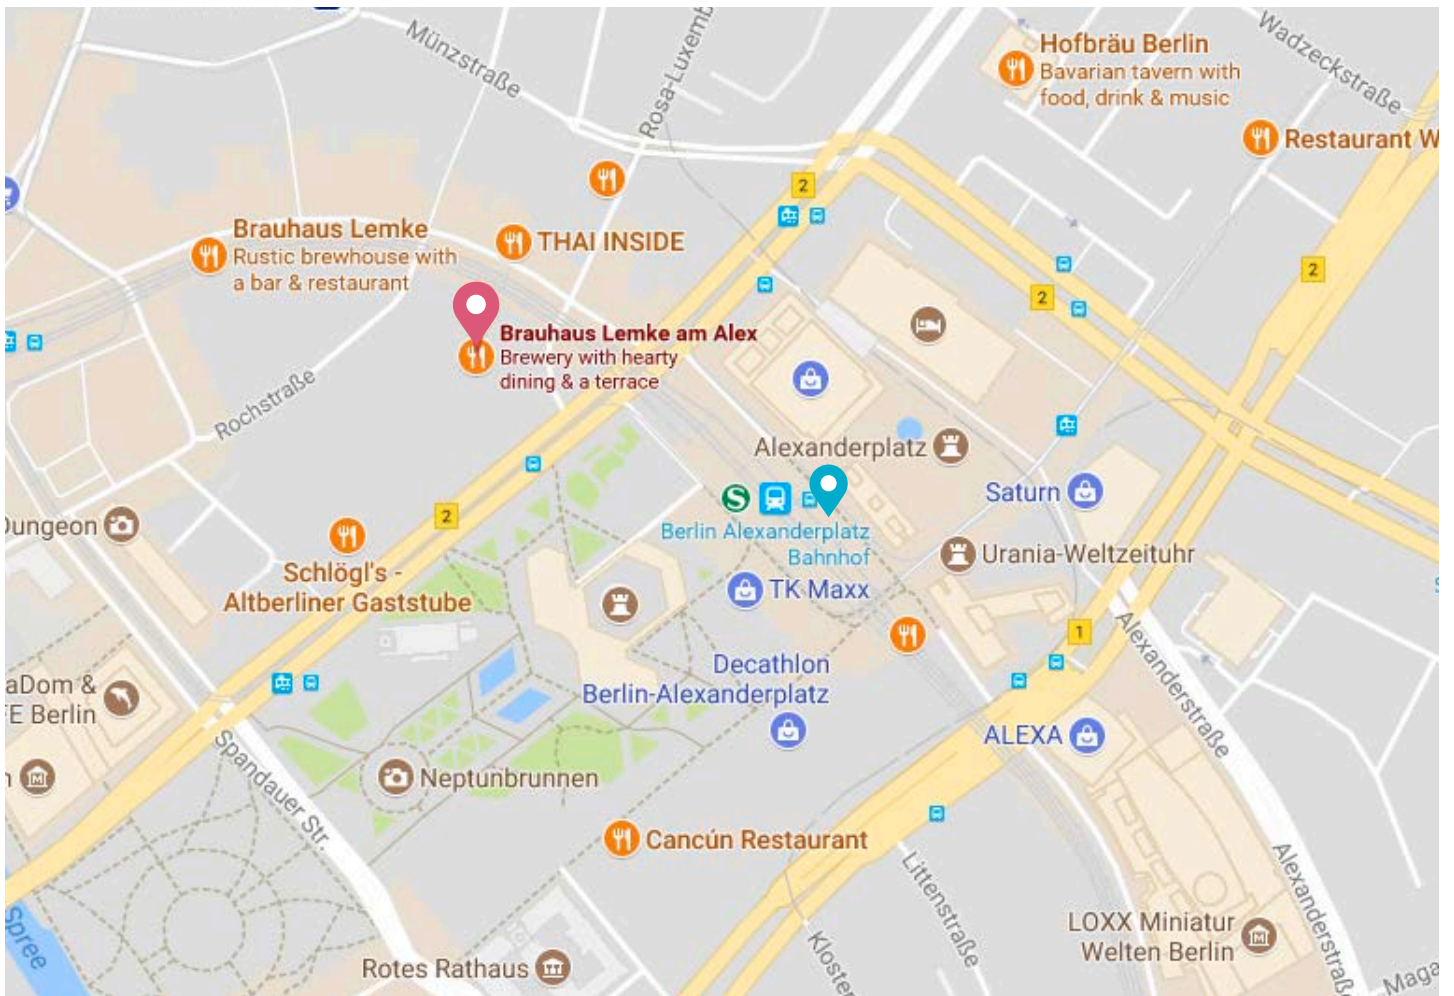 Münzstraße
Rosa-Luxemb
Wadzeckstraße
Hofbräu Berlin
Bavarian tavern with
food, drink & music
Restaurant W
2
Brauhaus Lemke
Rustic brewhouse with
a bar & restaurant
THAI INSIDE
2
2
Brauhaus Lemke am Alex
Brewery with hearty
dining & a terrace
Rochstraße
Alexanderplatz
Saturn
S
Berlin Alexanderplatz
Bahnhof
2
Dungeon
Schlögl's -
Altberliner Gaststube
Urania-Weltzeituhr
TK Maxx
1
Alexanderstraße
Decathlon
Berlin-Alexanderplatz
aDom &
FE Berlin
ALEXA
Spandauer Str.
Neptunbrunnen
Cancún Restaurant
Littenstraße
Alexanderstraße
Spree
Kloster
LOXX Miniatur
Welten Berlin
Rotes Rathaus
Maga